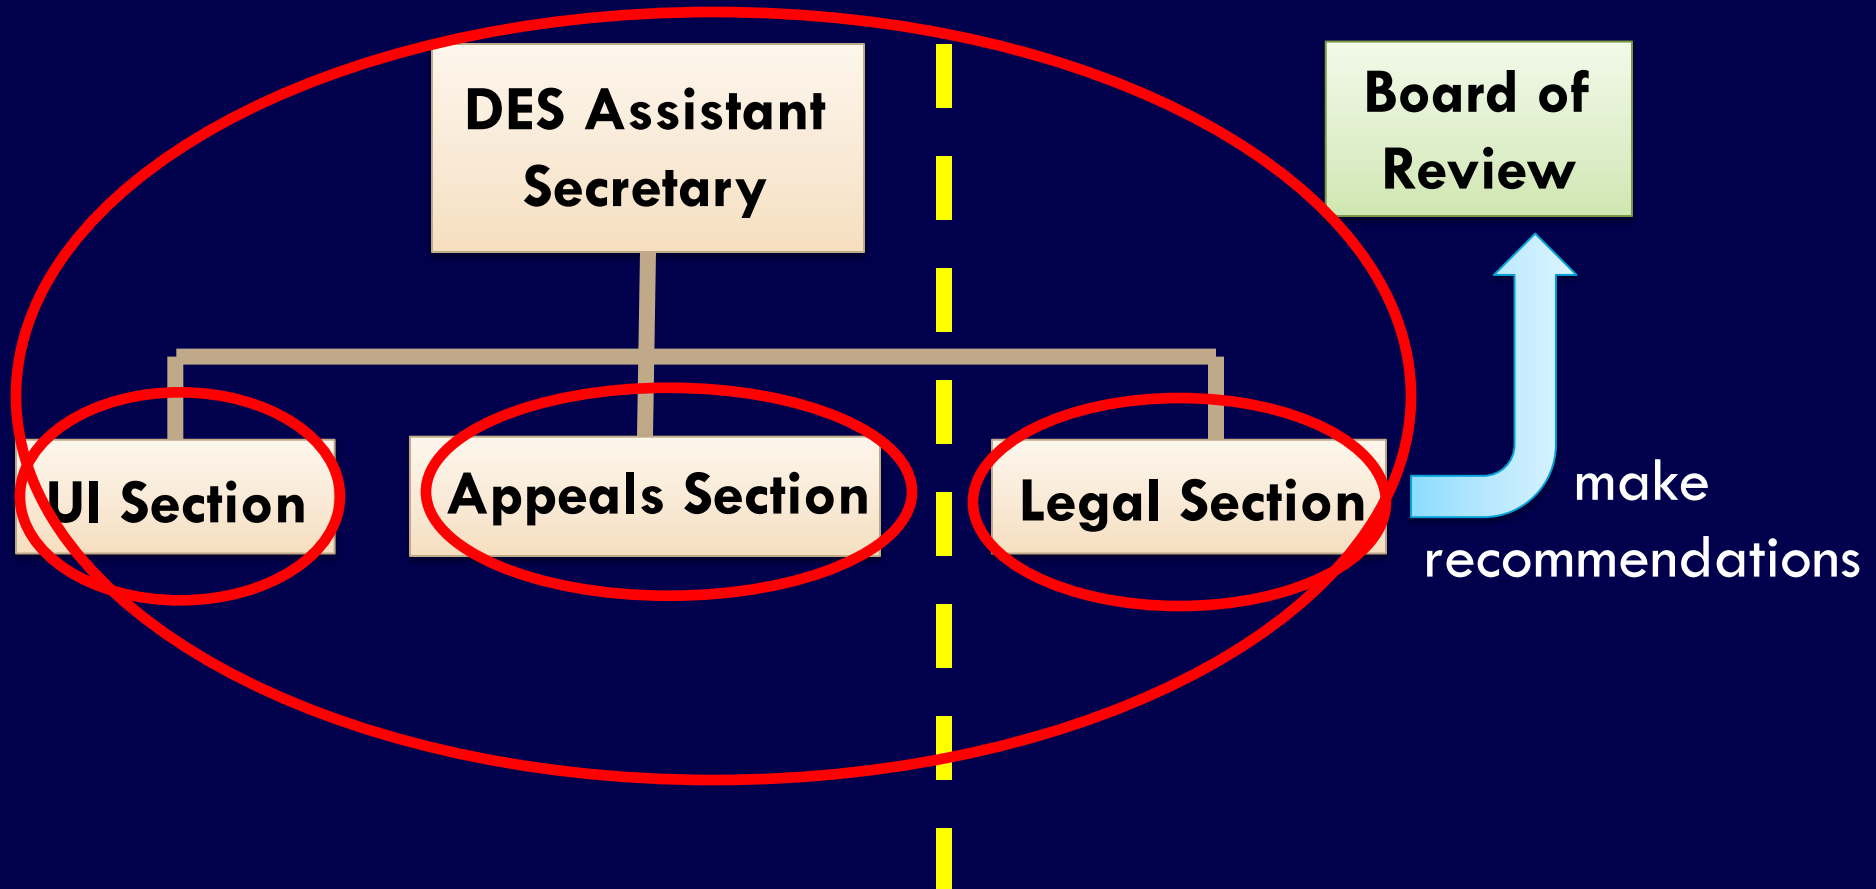 DES Assistant
Secretary
Board of
Review
UI Section
Appeals Section
Legal Section
make
recommendations